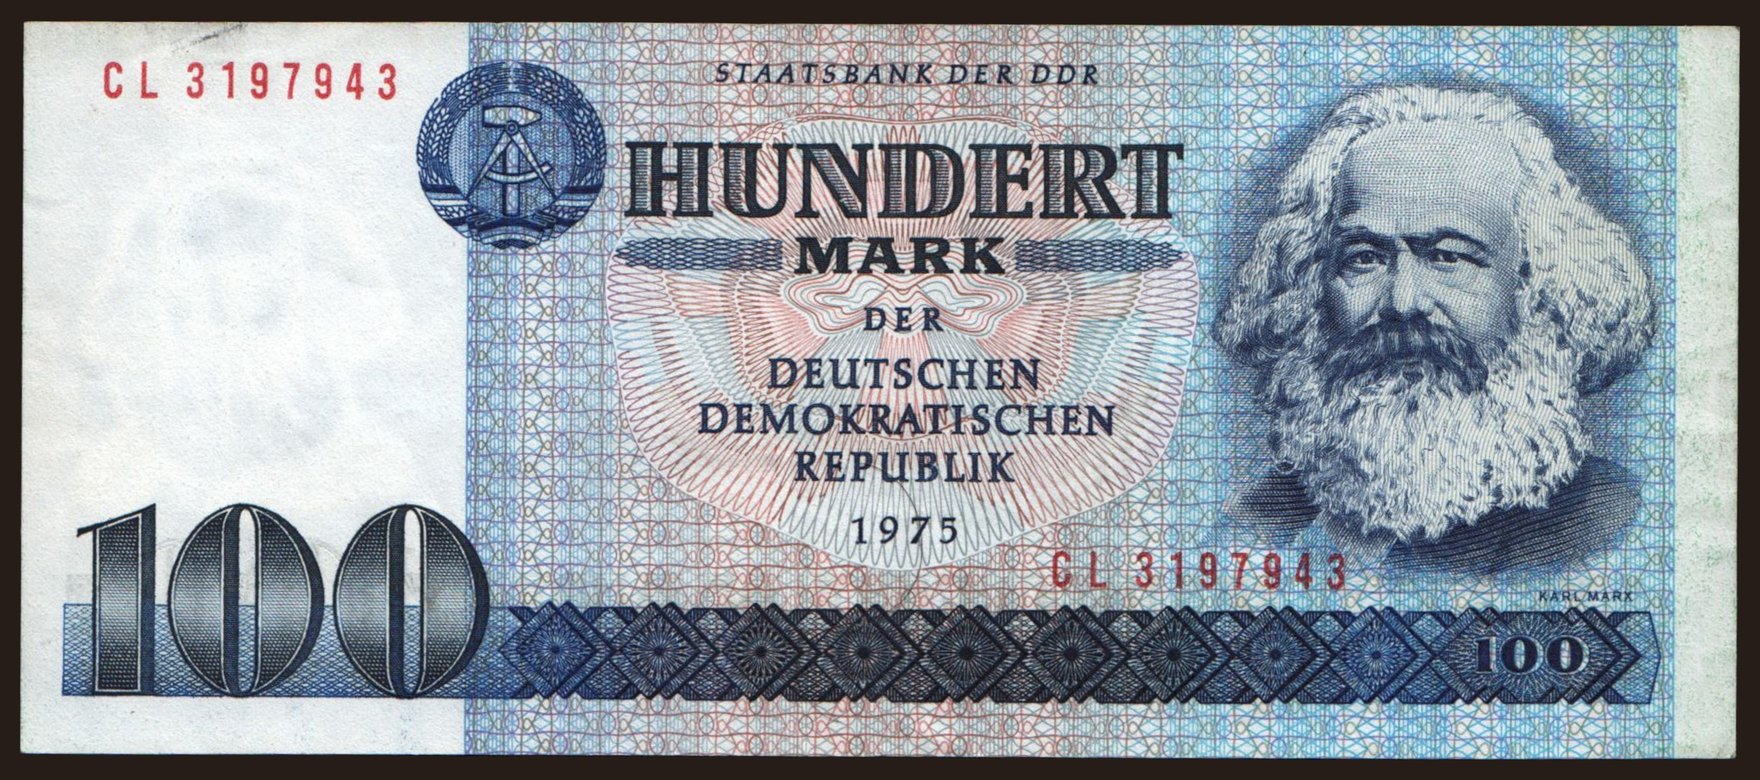 CL 3197943
STAATSBANK DER DDR
HUNDERT
MARK
DER
DEUTSCHEN
DEMOKRATISCHEN
REPUBLIK
1975
CL 3197943
KARL MARX
100
100